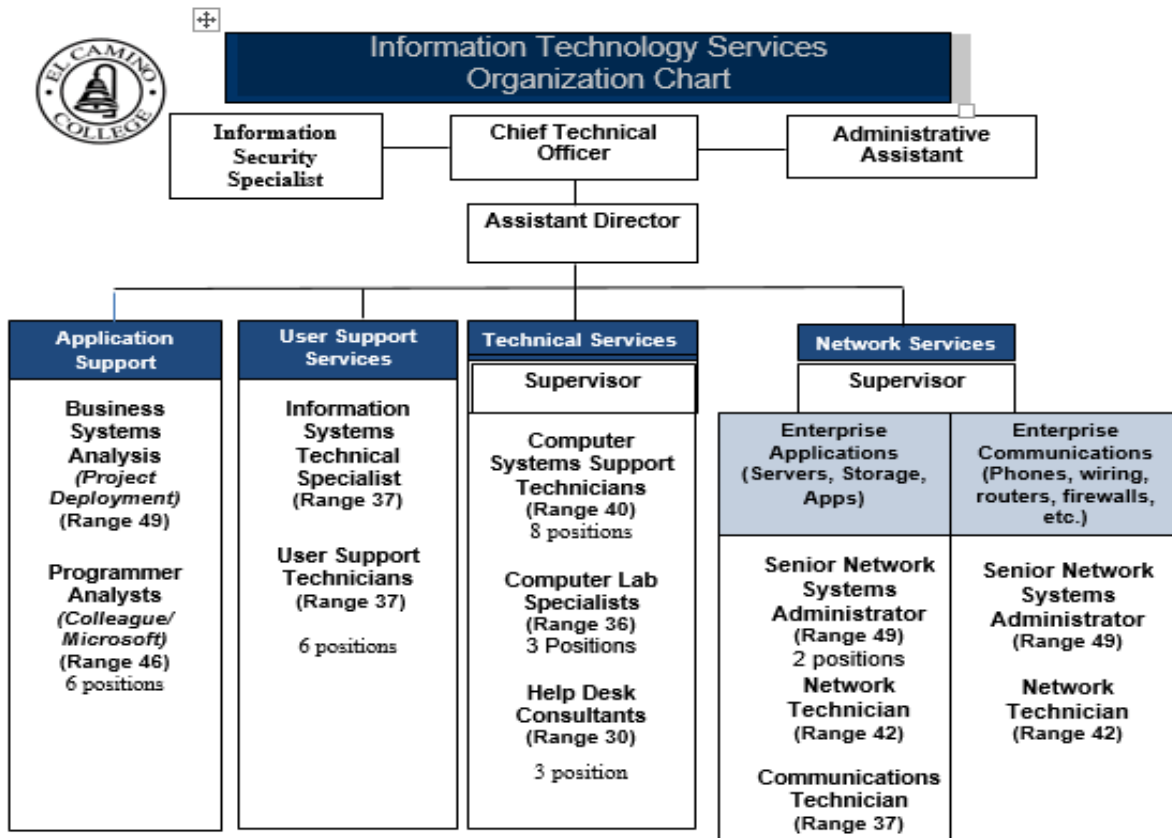 EL CAMINO
COLLEGE
Information Technology Services
Organization Chart
Information
Security
Specialist
Chief Technical
Officer
Administrative
Assistant
Assistant Director
Application
Support
Business
Systems
Analysis
(Project
Deployment)
(Range 49)
Programmer
Analysts
(Colleague/
Microsoft)
(Range 46)
6 positions
User Support
Services
Information
Systems
Technical
Specialist
(Range 37)
User Support
Technicians
(Range 37)
6 positions
Technical Services
Supervisor
Computer
Systems Support
Technicians
(Range 40)
8 positions
Computer Lab
Specialists
(Range 36)
3 Positions
Help Desk
Consultants
(Range 30)
3 position
Network Services
Supervisor
Enterprise
Applications
(Servers, Storage,
Apps)
Senior Network
Systems
Administrator
(Range 49)
2 positions
Network
Technician
(Range 42)
Communications
Technician
(Range 37)
Enterprise
Communications
(Phones, wiring,
routers, firewalls,
etc.)
Senior Network
Systems
Administrator
(Range 49)
Network
Technician
(Range 42)